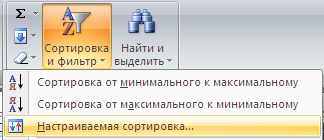 Σ
Сортировка и фильтр
Найти и выделить
Сортировка от минимального к максимальному
Сортировка от максимального к минимальному
Настраиваемая сортировка...